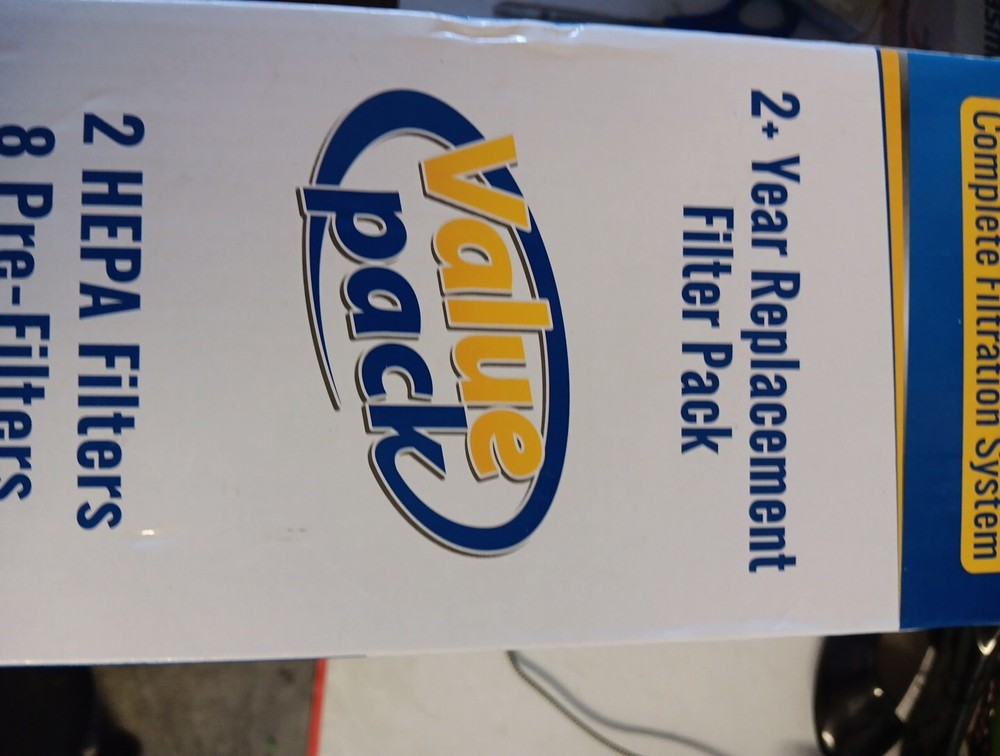 Complete Filtration System
2+ Year Replacement
Filter Pack
Value
pack
2 HEPA Filters
8 Pre-Filters